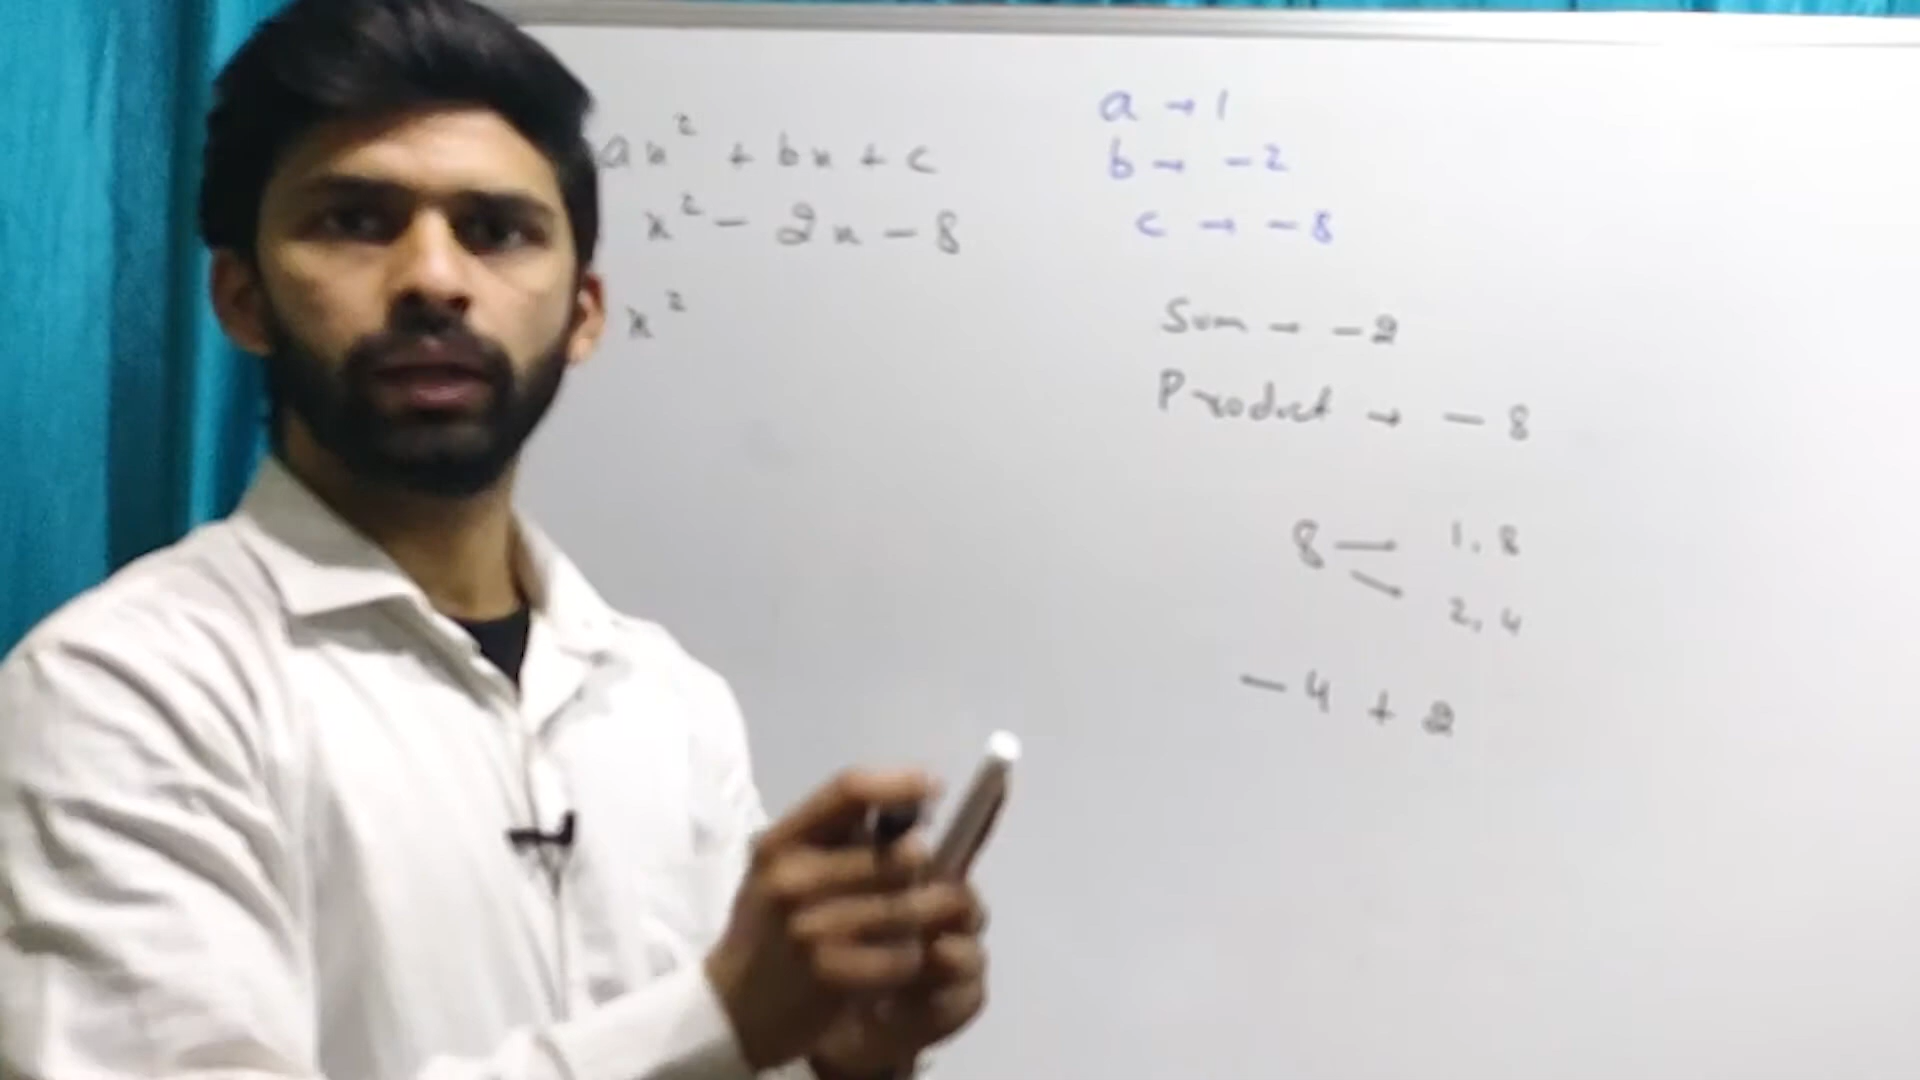 ax² + bx + c
x² - 2x - 8
x²
a → 1
b → -2
c → -8
Sum → -2
Product → -8
8 → 1, 8
→ 2, 4
-4 + 2